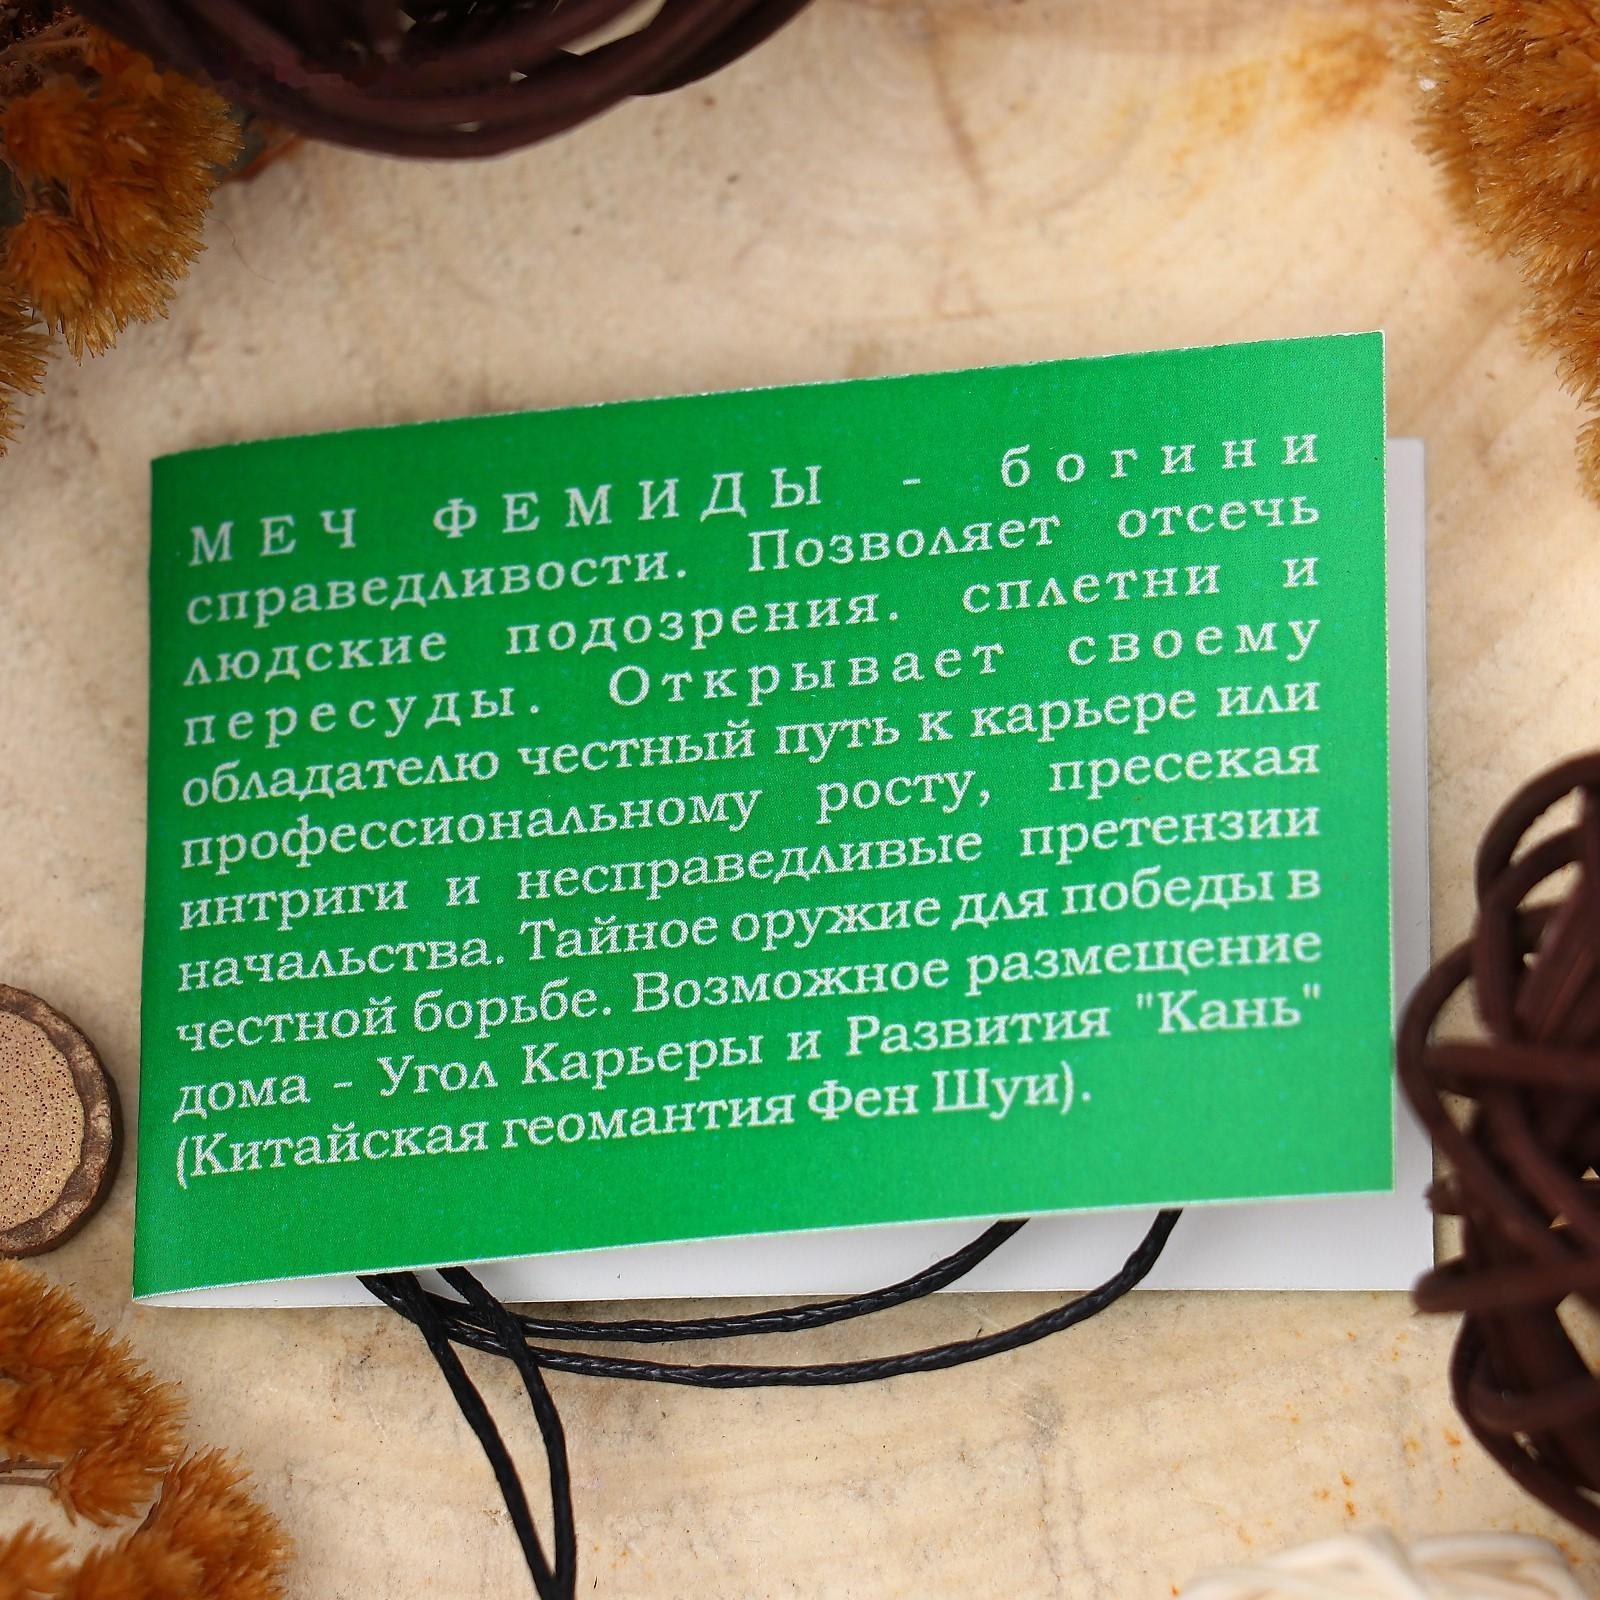 МЕЧ ФЕМИДЫ - богини
справедливости. Позволяет отсечь
людские подозрения. сплетни и
пересуды. Открывает своему
обладателю честный путь к карьере или
профессиональному росту, пресекая
интриги и несправедливые претензии
начальства. Тайное оружие для победы в
честной борьбе. Возможное размещение
дома - Угол Карьеры и Развития "Кань"
(Китайская геомантия Фен Шуи).